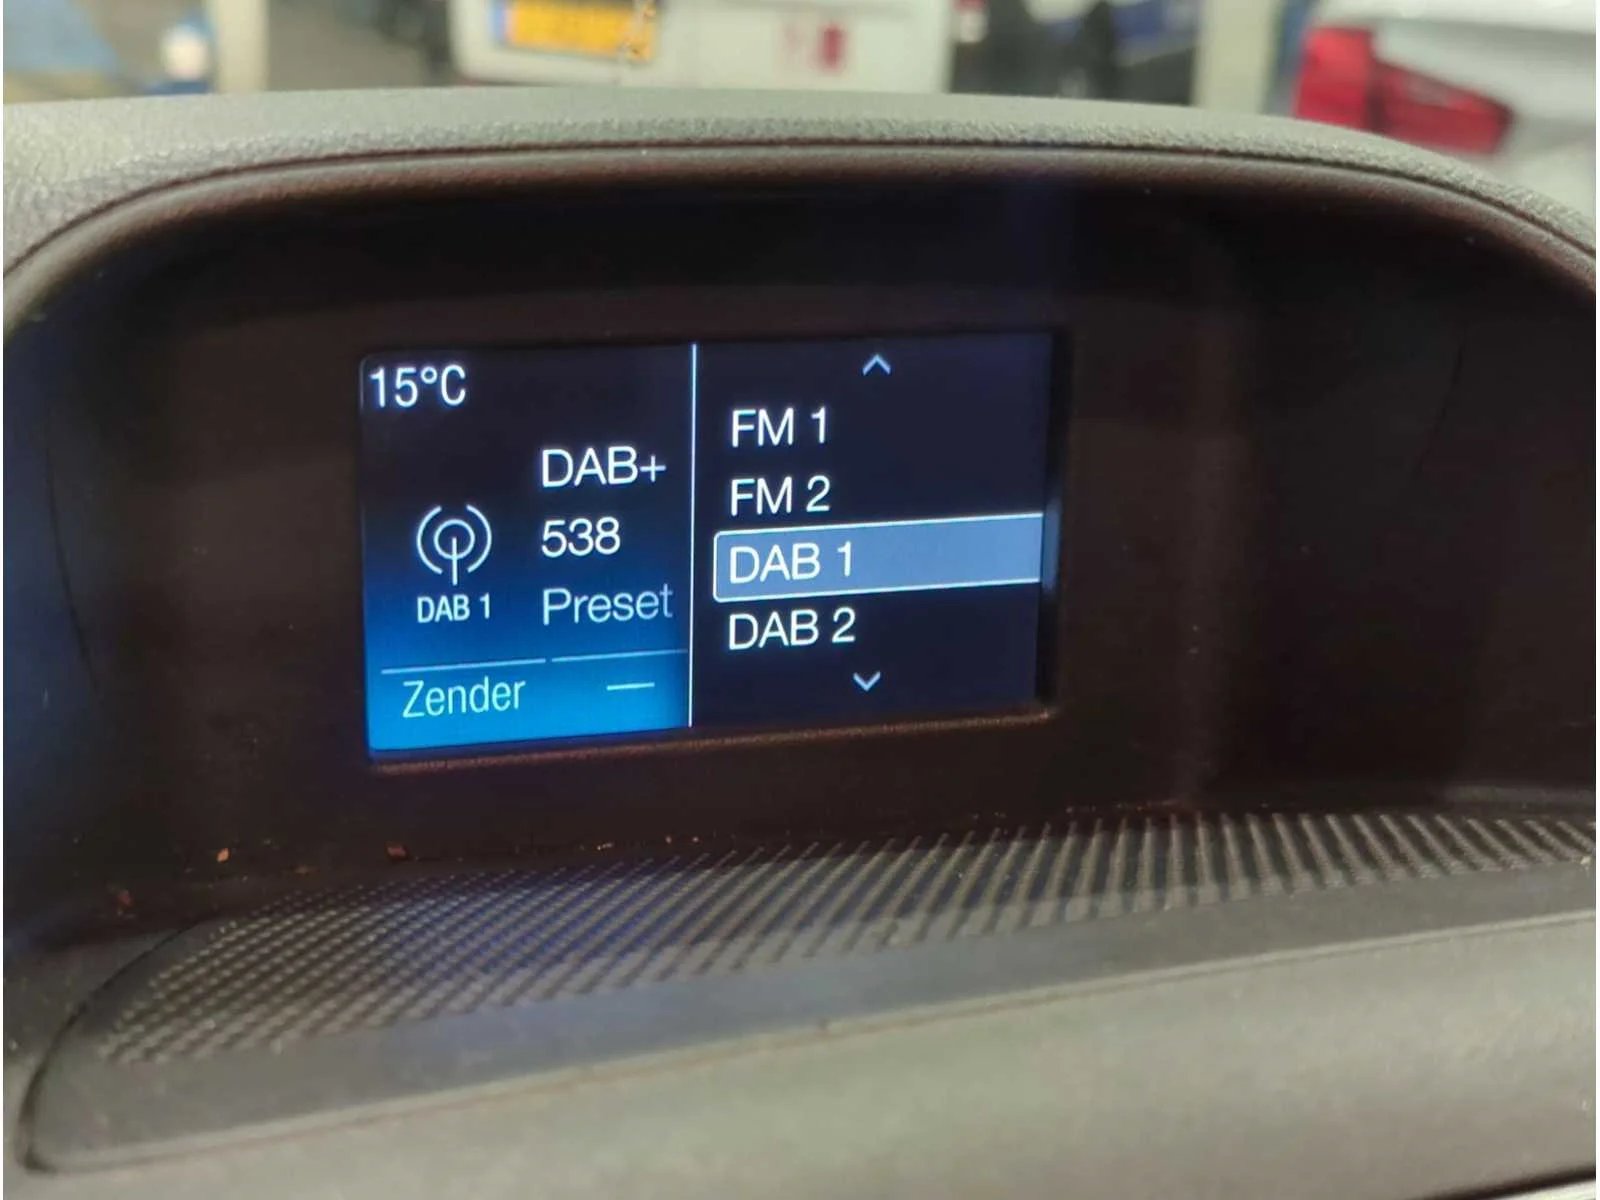 15°C
DAB+
538
DAB 1
Preset
Zender
FM 1
FM 2
DAB 1
DAB 2